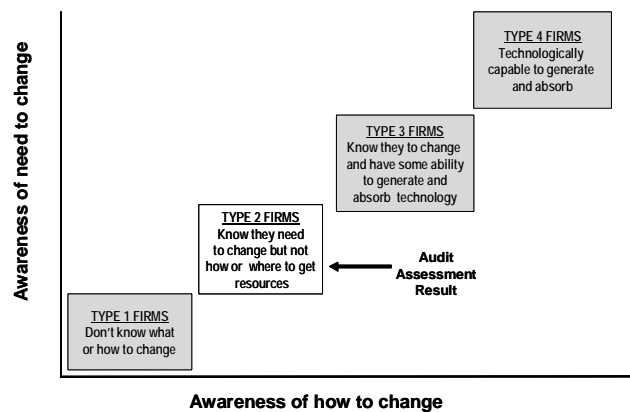 TYPE 4 FIRMS
Technologically
capable to generate
and absorb
TYPE 3 FIRMS
Know they to change
and have some ability
to generate and
absorb technology
TYPE 2 FIRMS
Know they need
to change but not
how or where to get
resources
Audit
Assessment
Result
TYPE 1 FIRMS
Don't know what
or how to change
Awareness of need to change
Awareness of how to change